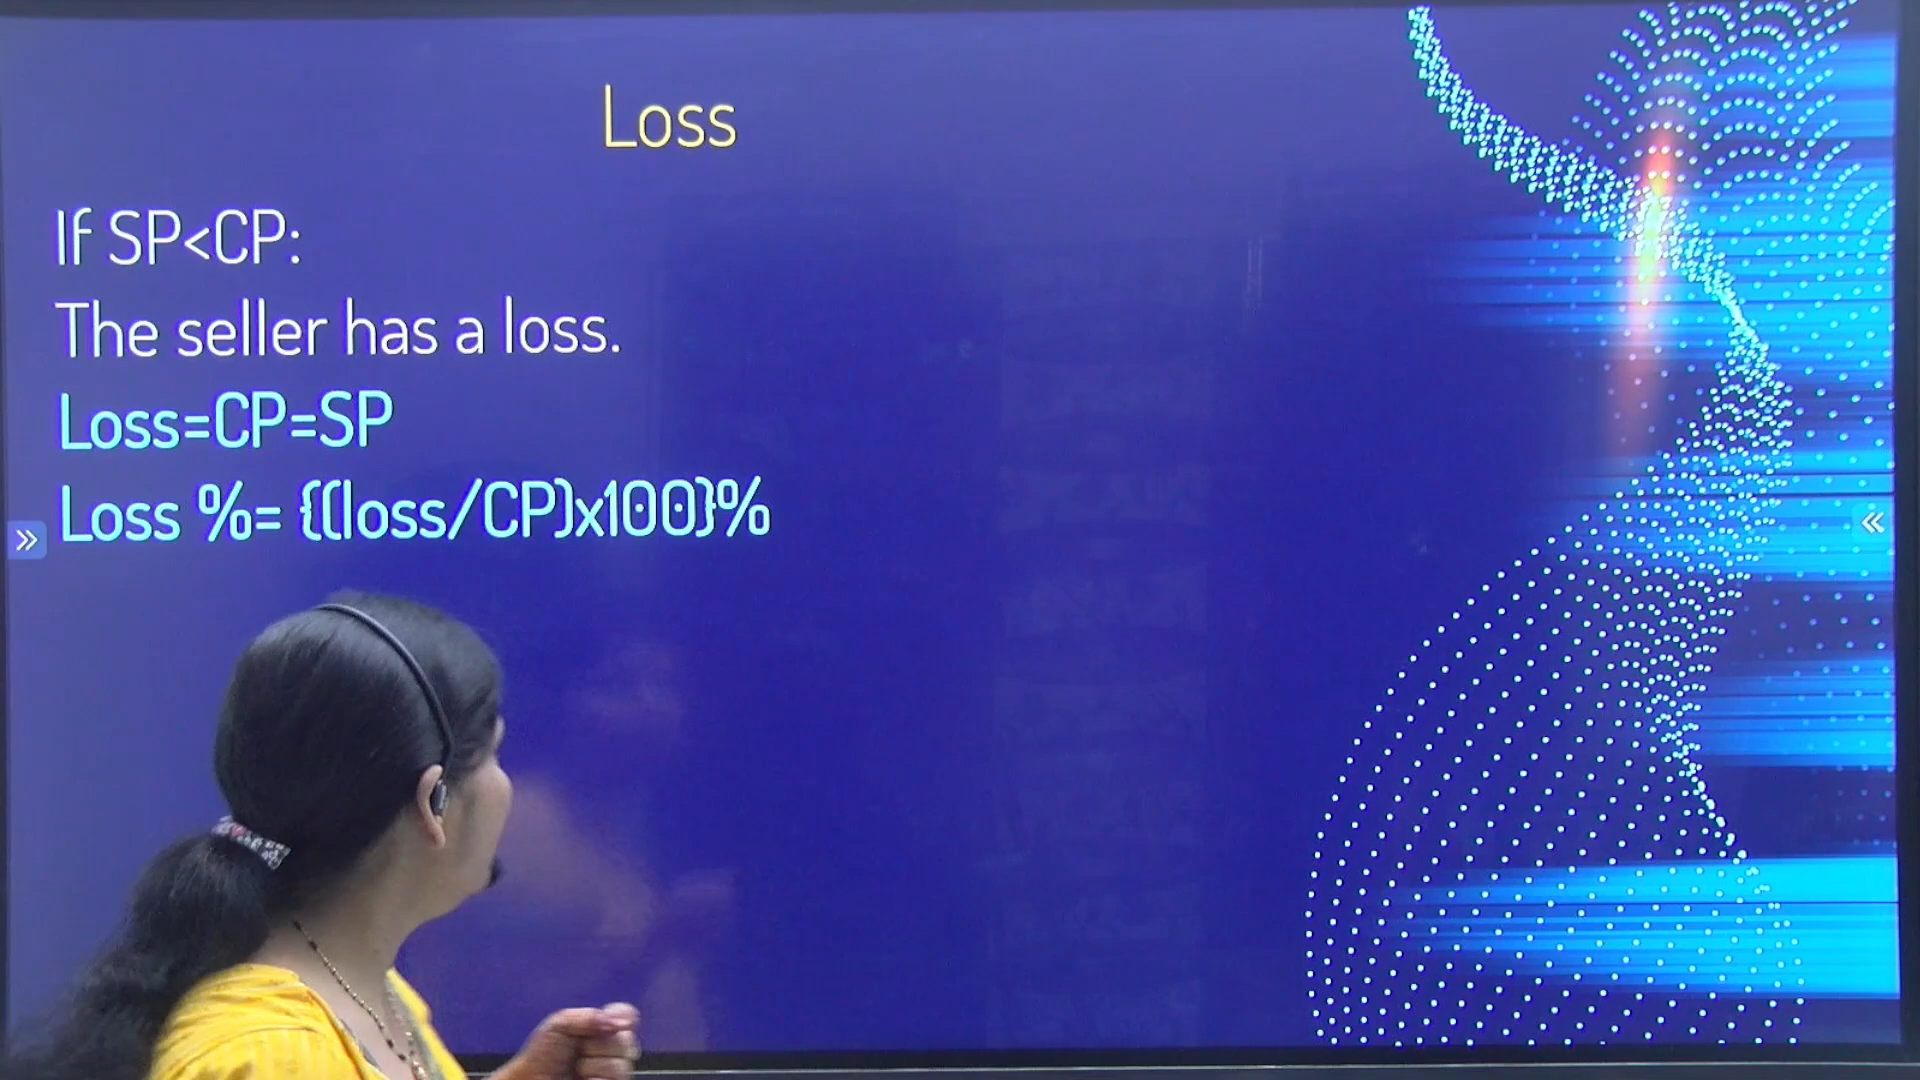 Loss
If SP<CP:
The seller has a loss.
Loss=CP=SP
Loss %= {(loss/CP)x100}%